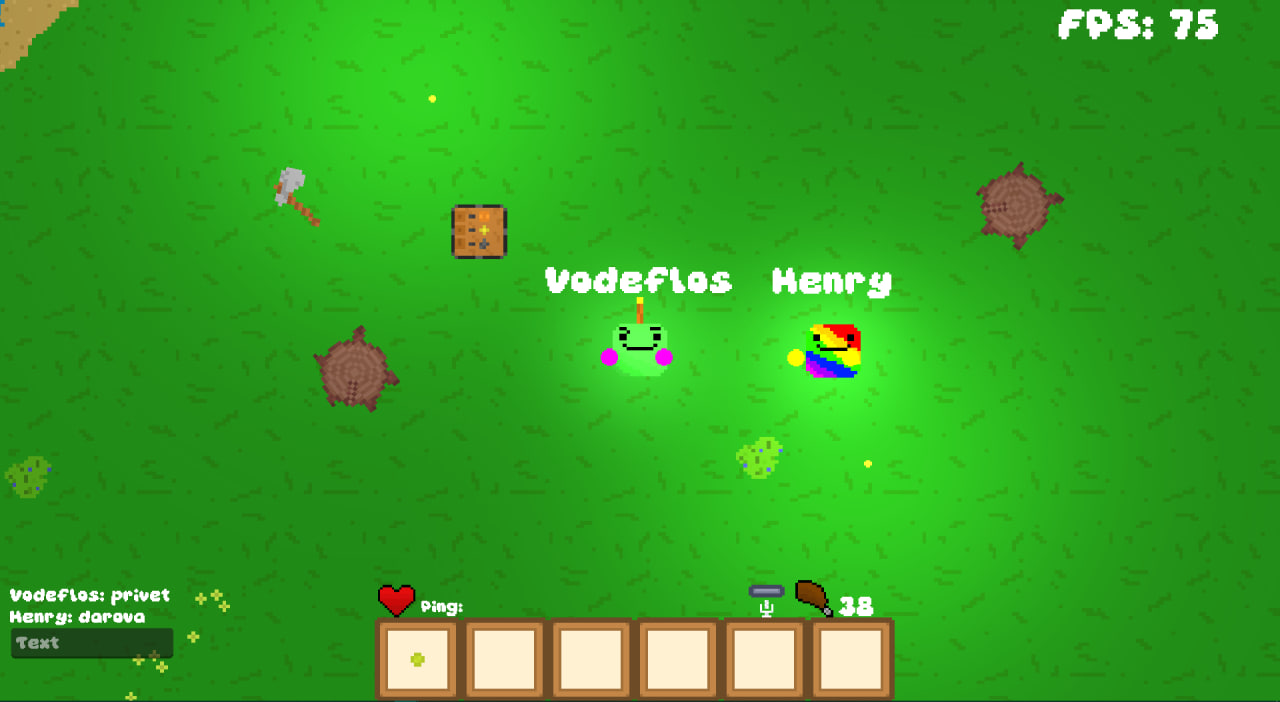 FPS: 75
Vodeflos
Henry
Vodeflos: privet
Henry: darova
Text
Ping:
38